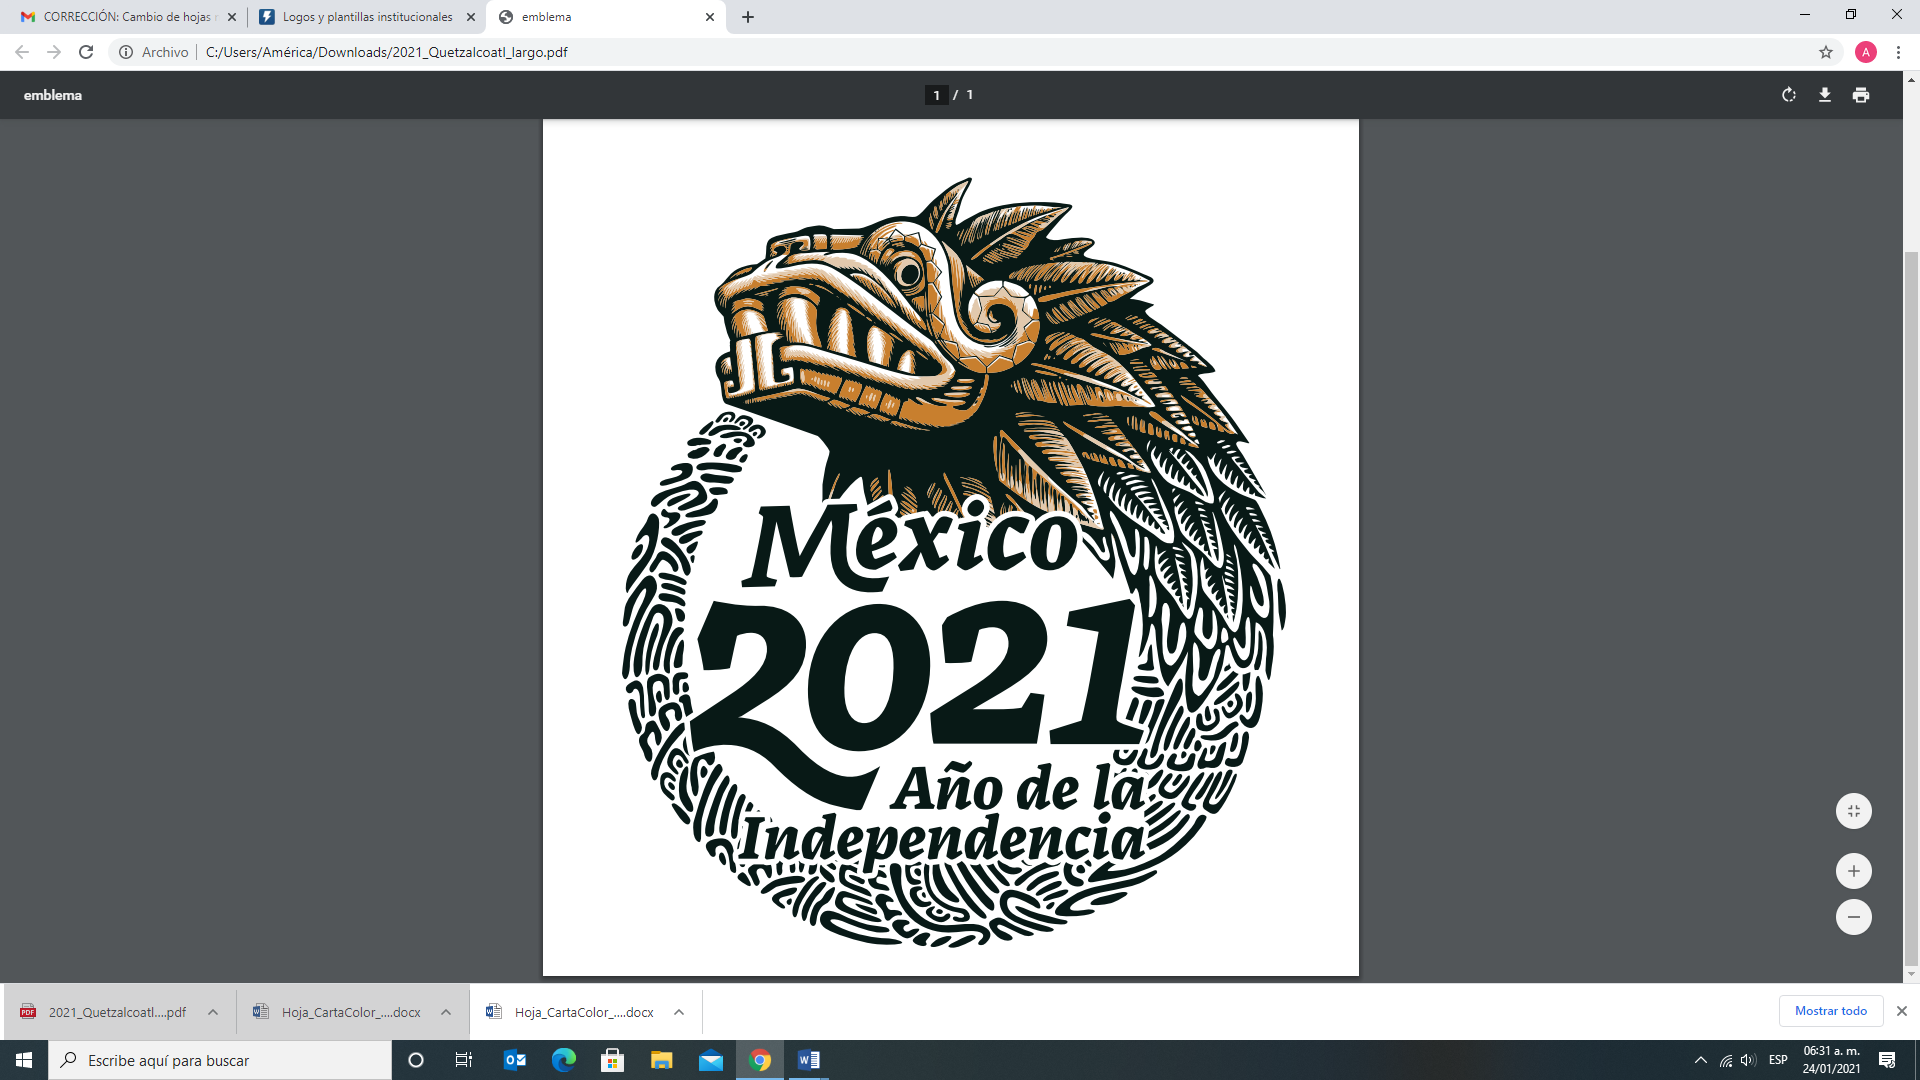 CORRECCIÓN: Cambio de hojas
Logos y plantillas institucionales
emblema
Archivo
C:/Users/América/Downloads/2021_Quetzalcoatl_largo.pdf
A
emblema
1 / 1
México
2021
Año de la
Independencia
PDF
2021_Quetzalcoatl....pdf
Hoja_CartaColor_....docx
Hoja_CartaColor_....docx
Mostrar todo
Escribe aquí para buscar
ESP
06:31 a. m.
24/01/2021